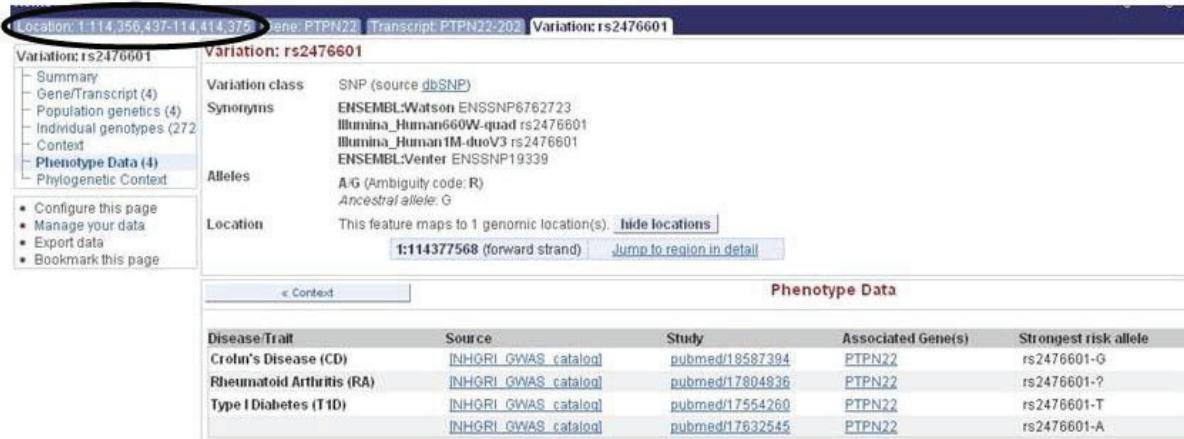 Location: 1:114,356,437-114,414,375 Gene: PTPN22 Transcript: PTPN22-202 Variation: rs2476601
Variation: rs2476601
Summary
Gene/Transcript (4)
Population genetics (4)
Individual genotypes (272
Context
Phenotype Data (4)
Phylogenetic Context
Configure this page
Manage your data
Export data
Bookmark this page
Variation: rs2476601
Variation class SNP (source dbSNP)
Synonyms ENSEMBL:Watson ENSSNP6762723
Illumina_Human660W-quad rs2476601
Illumina_Human1M-duoV3 rs2476601
ENSEMBL:Venter ENSSNP19339
Alleles A/G (Ambiguity code: R)
Ancestral allele: G
Location This feature maps to 1 genomic location(s). hide locations
1:114377568 (forward strand) Jump to region in detail
« Context Phenotype Data
Disease/Trait Source Study Associated Gene(s) Strongest risk allele
Crohn's Disease (CD) [NHGRI_GWAS_catalog] pubmed/18587394 PTPN22 rs2476601-G
Rheumatoid Arthritis (RA) [NHGRI_GWAS_catalog] pubmed/17804836 PTPN22 rs2476601-?
Type I Diabetes (T1D) [NHGRI_GWAS_catalog] pubmed/17554260 PTPN22 rs2476601-T
[NHGRI_GWAS_catalog] pubmed/17632545 PTPN22 rs2476601-A